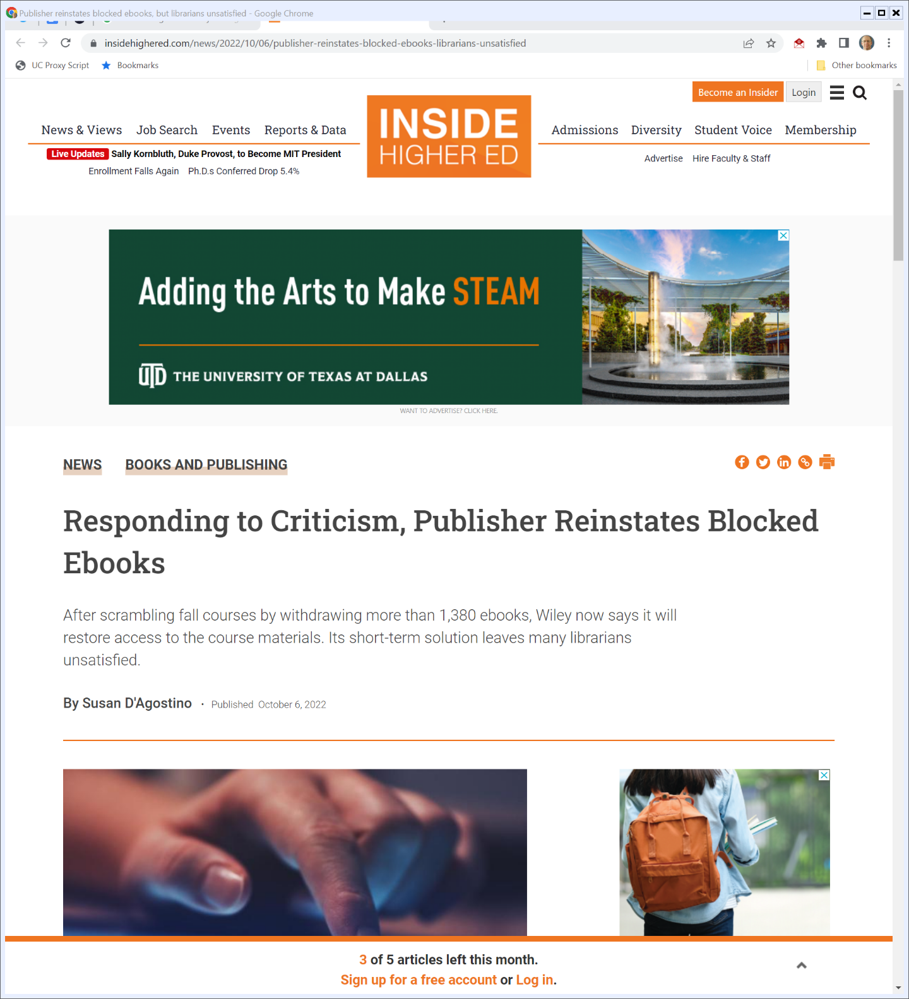 Publisher reinstates blocked ebooks, but librarians unsatisfied - Google Chrome
insidehighered.com/news/2022/10/06/publisher-reinstates-blocked-ebooks-librarians-unsatisfied
UC Proxy Script Bookmarks Other bookmarks
Become an Insider Login
News & Views Job Search Events Reports & Data
INSIDE
HIGHER ED
Admissions Diversity Student Voice Membership
Live Updates Sally Kornbluth, Duke Provost, to Become MIT President
Enrollment Falls Again Ph.D.s Conferred Drop 5.4%
Advertise Hire Faculty & Staff
Adding the Arts to Make STEAM
UTD THE UNIVERSITY OF TEXAS AT DALLAS
WANT TO ADVERTISE? CLICK HERE.
NEWS BOOKS AND PUBLISHING
Responding to Criticism, Publisher Reinstates Blocked
Ebooks
After scrambling fall courses by withdrawing more than 1,380 ebooks, Wiley now says it will
restore access to the course materials. Its short-term solution leaves many librarians
unsatisfied.
By Susan D'Agostino · Published October 6, 2022
3 of 5 articles left this month.
Sign up for a free account or Log in.